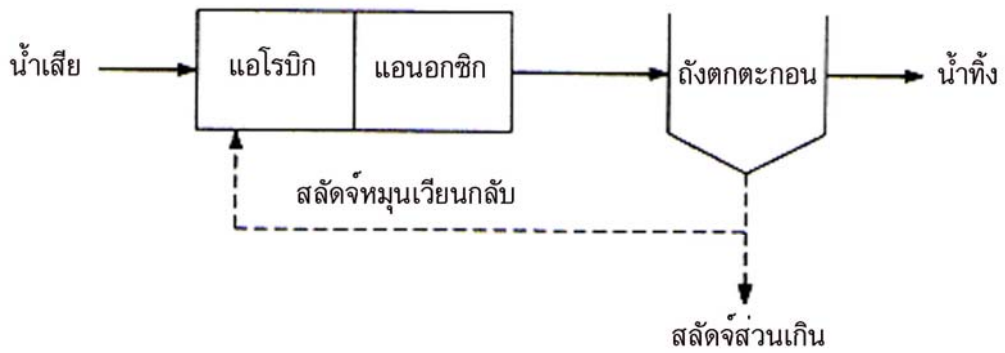 น้ำเสีย
แอโรบิก
แอนอกซิก
ถังตกตะกอน
น้ำทิ้ง
สลัดจ์หมุนเวียนกลับ
สลัดจ์ส่วนเกิน